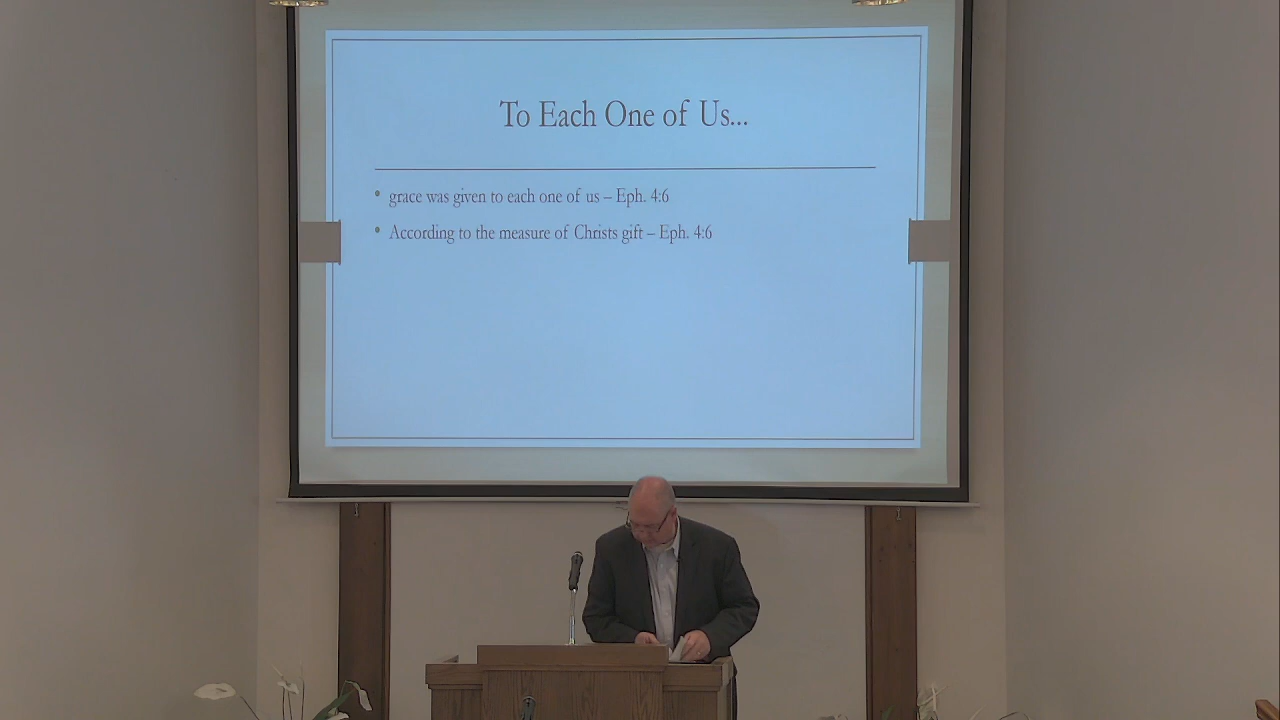 To Each One of Us...
• grace was given to each one of us – Eph. 4:6
• According to the measure of Christs gift – Eph. 4:6